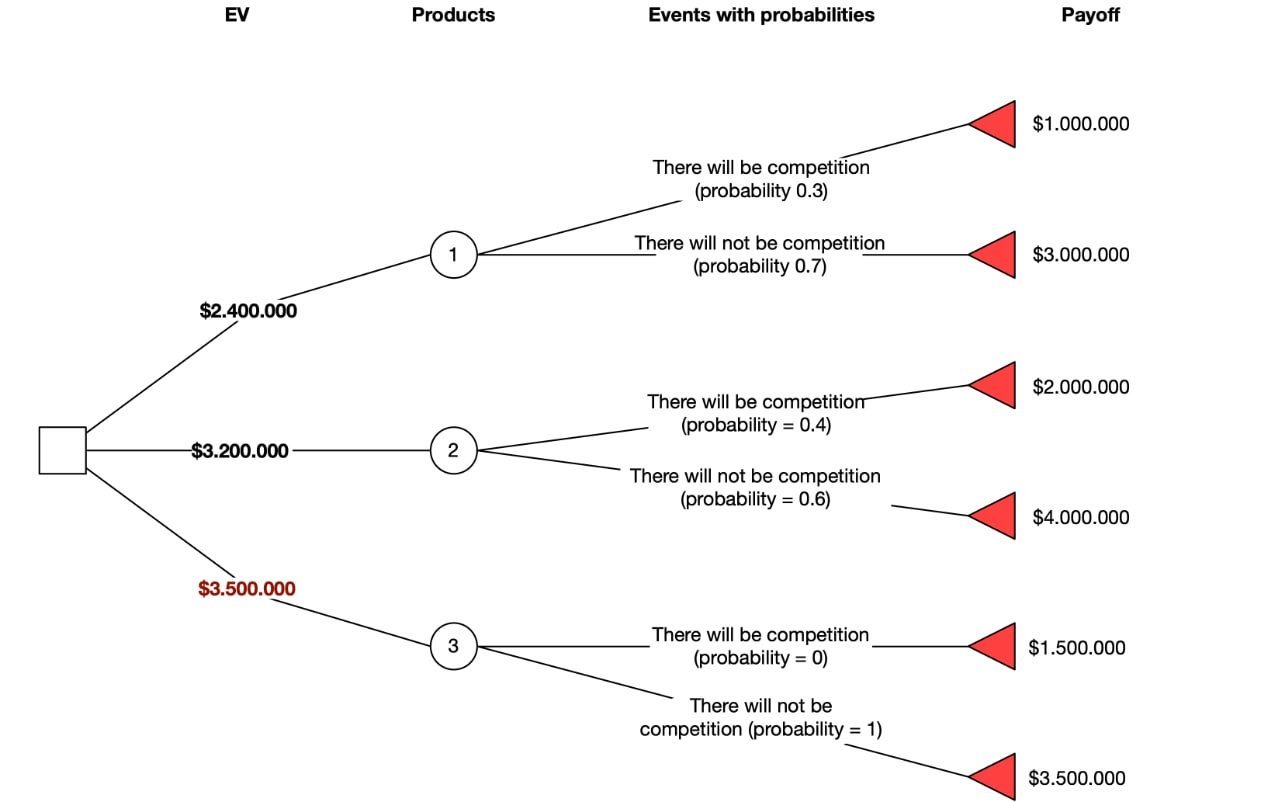 EV Products Events with probabilities Payoff
$1.000.000
There will be competition
(probability 0.3)
There will not be competition
(probability 0.7)
1
$3.000.000
$2.400.000
$2.000.000
There will be competition
(probability = 0.4)
$3.200.000
2
There will not be competition
(probability = 0.6)
$4.000.000
$3.500.000
There will be competition
(probability = 0)
3
$1.500.000
There will not be
competition (probability = 1)
$3.500.000